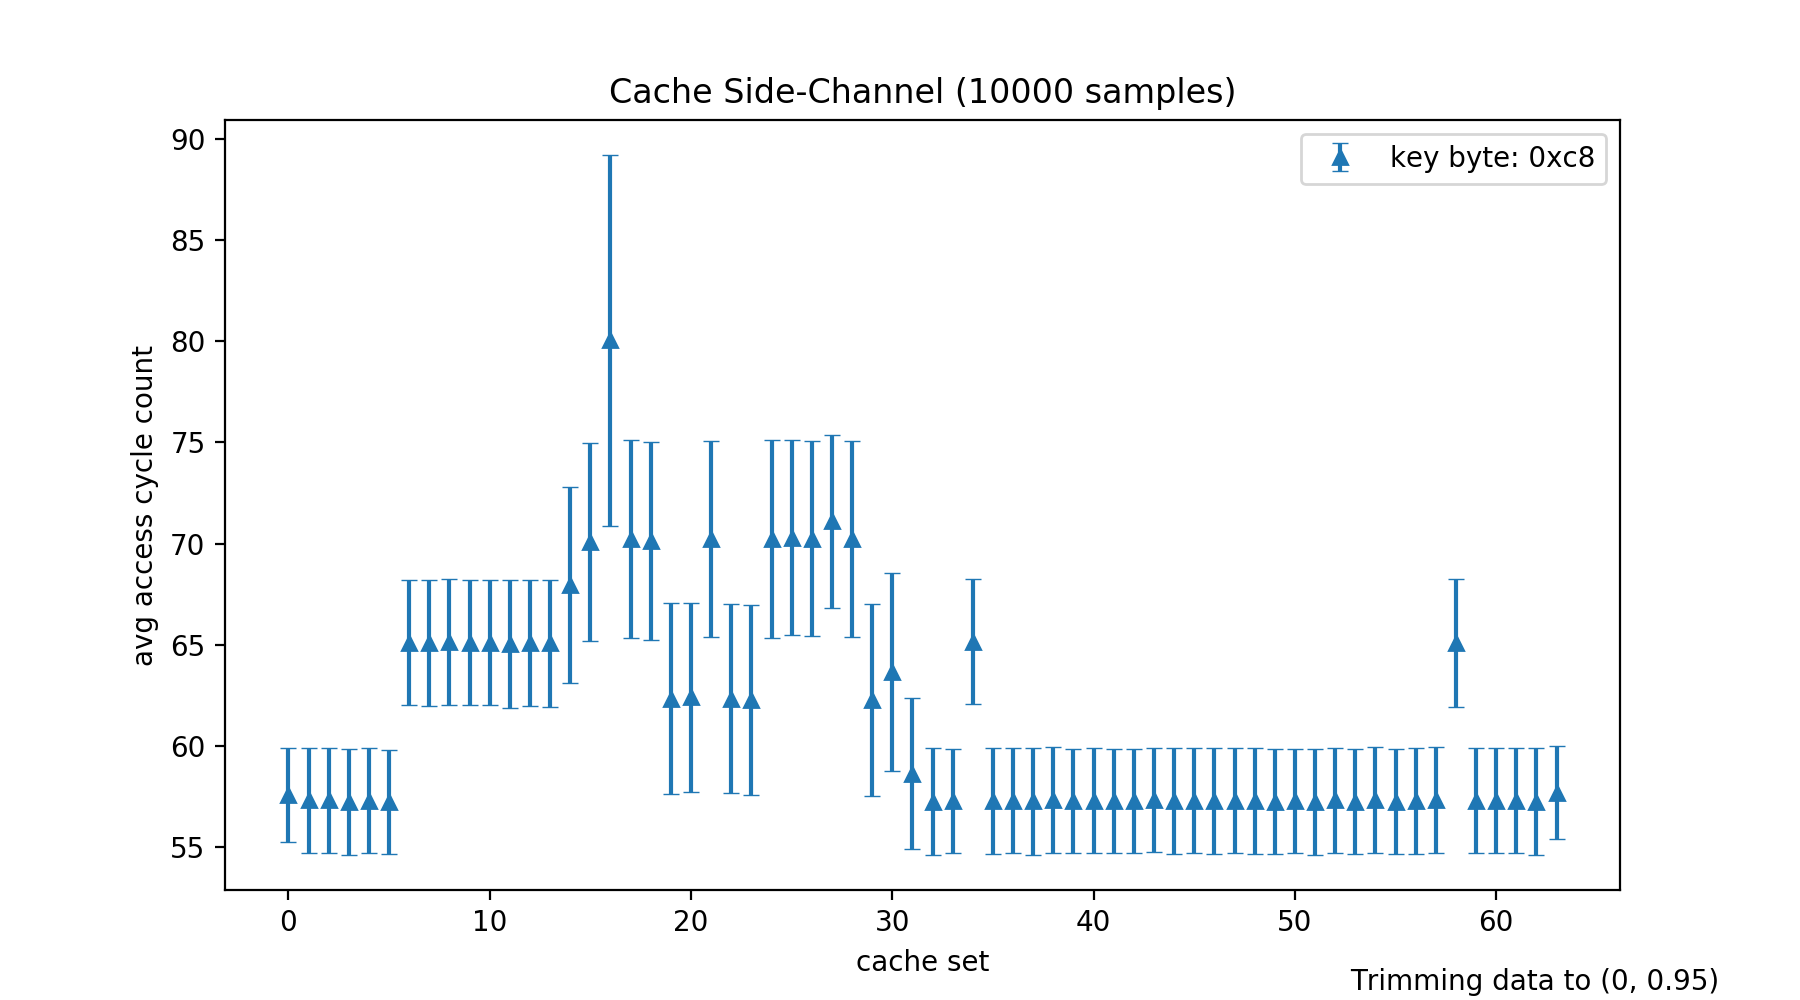 Cache Side-Channel (10000 samples)
key byte: 0xc8
avg access cycle count
90
85
80
75
70
65
60
55
0 10 20 30 40 50 60
cache set
Trimming data to (0, 0.95)